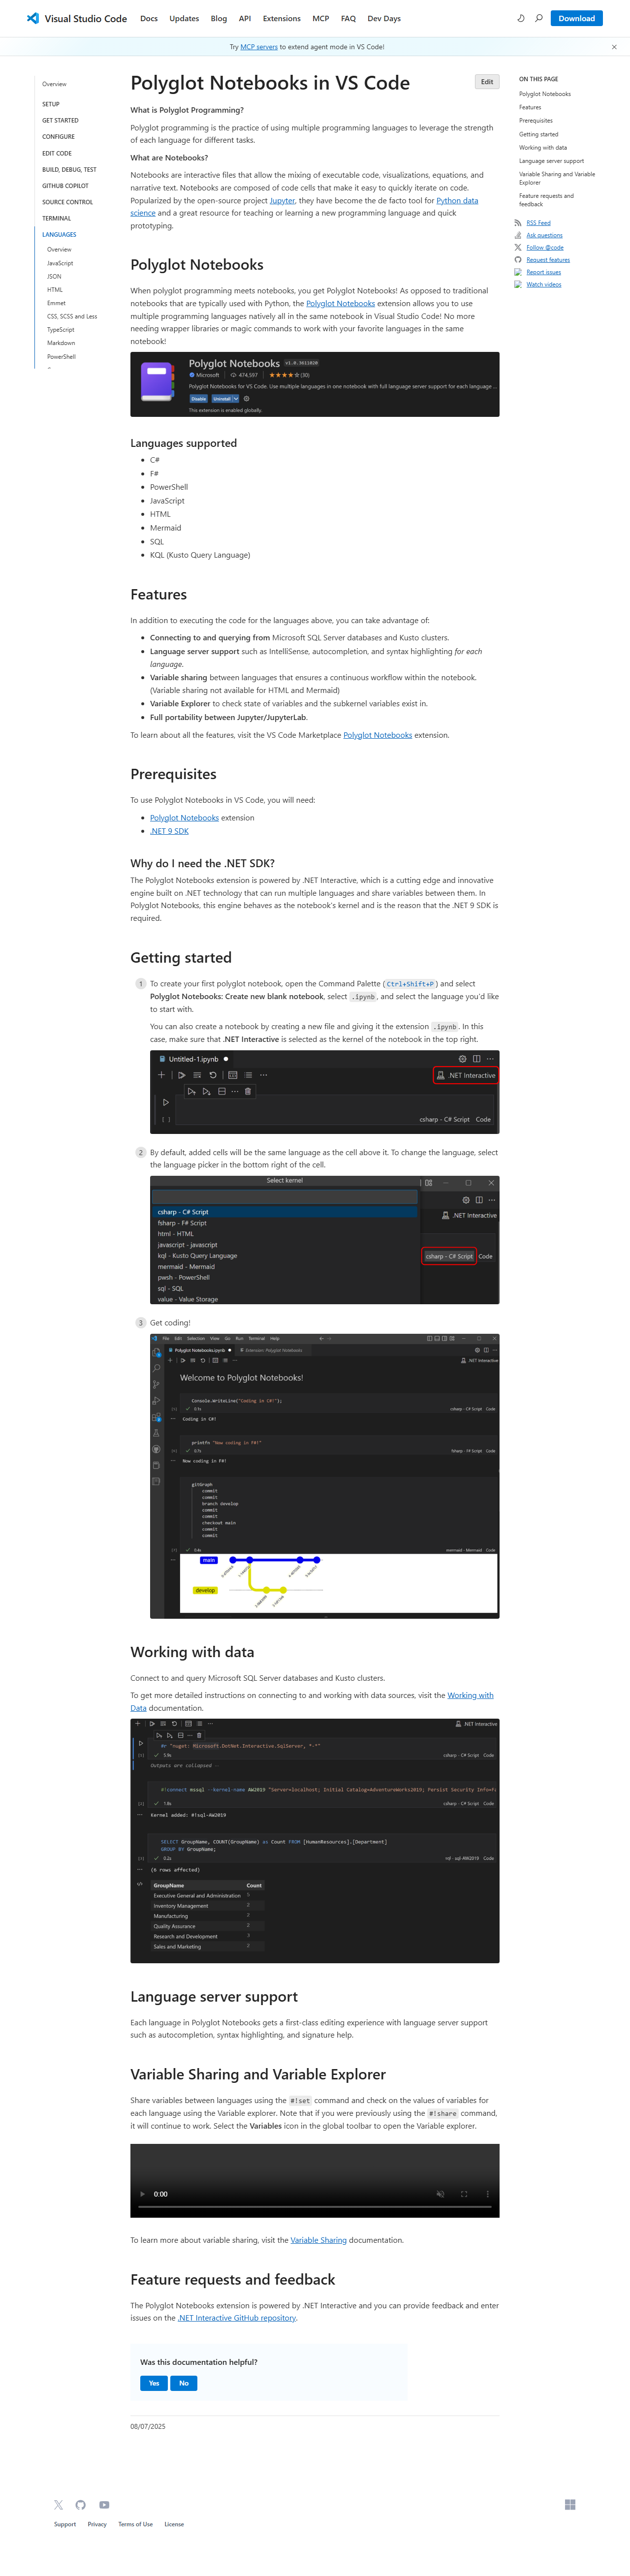 Visual Studio Code Docs Updates Blog API Extensions MCP FAQ Dev Days Download
Try MCP servers to extend agent mode in VS Code!
Overview
SETUP
GET STARTED
CONFIGURE
EDIT CODE
BUILD, DEBUG, TEST
GITHUB COPILOT
SOURCE CONTROL
TERMINAL
LANGUAGES
Overview
JavaScript
JSON
HTML
Emmet
CSS, SCSS and Less
TypeScript
Markdown
PowerShell
Polyglot Notebooks in VS Code
Edit
What is Polyglot Programming?
Polyglot programming is the practice of using multiple programming languages to leverage the strength
of each language for different tasks.
What are Notebooks?
Notebooks are interactive files that allow the mixing of executable code, visualizations, equations, and
narrative text. Notebooks are composed of code cells that make it easy to quickly iterate on code.
Popularized by the open-source project Jupyter, they have become the de facto tool for Python data
science and a great resource for teaching or learning a new programming language and quick
prototyping.
Polyglot Notebooks
When polyglot programming meets notebooks, you get Polyglot Notebooks! As opposed to traditional
notebooks that are typically used with Python, the Polyglot Notebooks extension allows you to use
multiple programming languages natively all in the same notebook in Visual Studio Code! No more
needing wrapper libraries or magic commands to work with your favorite languages in the same
notebook!
Polyglot Notebooks v1.0.3611020
Microsoft 474,597 (30)
Polyglot Notebooks for VS Code. Use multiple languages in one notebook with full language server support for each language ...
Disable Uninstall
This extension is enabled globally.
Languages supported
C#
F#
PowerShell
JavaScript
HTML
Mermaid
SQL
KQL (Kusto Query Language)
Features
In addition to executing the code for the languages above, you can take advantage of:
Connecting to and querying from Microsoft SQL Server databases and Kusto clusters.
Language server support such as IntelliSense, autocompletion, and syntax highlighting for each
language.
Variable sharing between languages that ensures a continuous workflow within the notebook.
(Variable sharing not available for HTML and Mermaid)
Variable Explorer to check state of variables and the subkernel variables exist in.
Full portability between Jupyter/JupyterLab.
To learn about all the features, visit the VS Code Marketplace Polyglot Notebooks extension.
Prerequisites
To use Polyglot Notebooks in VS Code, you will need:
Polyglot Notebooks extension
.NET 9 SDK
Why do I need the .NET SDK?
The Polyglot Notebooks extension is powered by .NET Interactive, which is a cutting edge and innovative
engine built on .NET technology that can run multiple languages and share variables between them. In
Polyglot Notebooks, this engine behaves as the notebook's kernel and is the reason that the .NET 9 SDK is
required.
Getting started
1 To create your first polyglot notebook, open the Command Palette (Ctrl+Shift+P) and select
Polyglot Notebooks: Create new blank notebook, select .ipynb, and select the language you'd like
to start with.
You can also create a notebook by creating a new file and giving it the extension .ipynb. In this
case, make sure that .NET Interactive is selected as the kernel of the notebook in the top right.
Untitled-1.ipynb
.NET Interactive
[ ]
csharp - C# Script Code
2 By default, added cells will be the same language as the cell above it. To change the language, select
the language picker in the bottom right of the cell.
Select kernel
csharp - C# Script
fsharp - F# Script
html - HTML
javascript - javascript
kql - Kusto Query Language
mermaid - Mermaid
pwsh - PowerShell
sql - SQL
value - Value Storage
.NET Interactive
csharp - C# Script Code
3 Get coding!
File Edit Selection View Go Run Terminal Help
Polyglot Notebooks.ipynb Extension: Polyglot Notebooks
.NET Interactive
Welcome to Polyglot Notebooks!
Console.WriteLine("Coding in C#!");
csharp - C# Script Code
Coding in C#!
printfn "Now coding in F#!"
fsharp - F# Script Code
Now coding in F#!
gitGraph
commit
commit
branch develop
commit
commit
checkout main
commit
commit
mermaid - Mermaid Code
main
develop
Working with data
Connect to and query Microsoft SQL Server databases and Kusto clusters.
To get more detailed instructions on connecting to and working with data sources, visit the Working with
Data documentation.
.NET Interactive
#r "nuget: Microsoft.DotNet.Interactive.SqlServer, *-*"
csharp - C# Script Code
Outputs are collapsed
#!connect mssql --kernel-name AW2019 "Server=localhost; Initial Catalog=AdventureWorks2019; Persist Security
csharp - C# Script Code
Kernel added: #!sql-AW2019
SELECT GroupName, COUNT(GroupName) as Count FROM [HumanResources].[Department]
GROUP BY GroupName;
sql - sql-AW2019 Code
(6 rows affected)
GroupName Count
Executive General and Administration 5
Inventory Management 2
Manufacturing 2
Quality Assurance 2
Research and Development 3
Sales and Marketing 2
Language server support
Each language in Polyglot Notebooks gets a first-class editing experience with language server support
such as autocompletion, syntax highlighting, and signature help.
Variable Sharing and Variable Explorer
Share variables between languages using the #!set command and check on the values of variables for
each language using the Variable explorer. Note that if you were previously using the #!share command,
it will continue to work. Select the Variables icon in the global toolbar to open the Variable explorer.
0:00
To learn more about variable sharing, visit the Variable Sharing documentation.
Feature requests and feedback
The Polyglot Notebooks extension is powered by .NET Interactive and you can provide feedback and enter
issues on the .NET Interactive GitHub repository.
Was this documentation helpful?
Yes No
08/07/2025
ON THIS PAGE
Polyglot Notebooks
Features
Prerequisites
Getting started
Working with data
Language server support
Variable Sharing and Variable
Explorer
Feature requests and
feedback
RSS Feed
Ask questions
Follow @code
Request features
Report issues
Watch videos
Support Privacy Terms of Use License